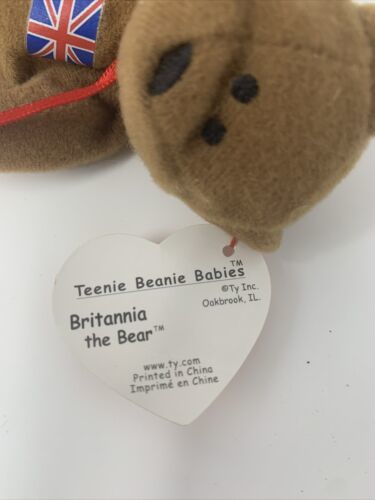 Teenie Beanie Babies™
©Ty Inc.
Oakbrook, IL.
Britannia
the Bear™
www.ty.com
Printed in China
Imprimé en Chine